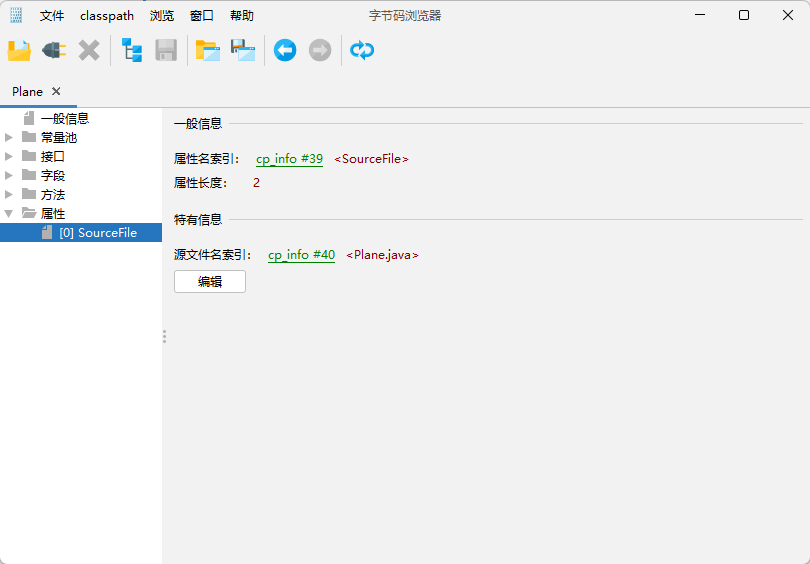 文件 classpath 浏览 窗口 帮助 字节码浏览器
Plane
一般信息
常量池
接口
字段
方法
属性
[0] SourceFile
一般信息
属性名索引： cp_info #39 <SourceFile>
属性长度： 2
特有信息
源文件名索引： cp_info #40 <Plane.java>
编辑